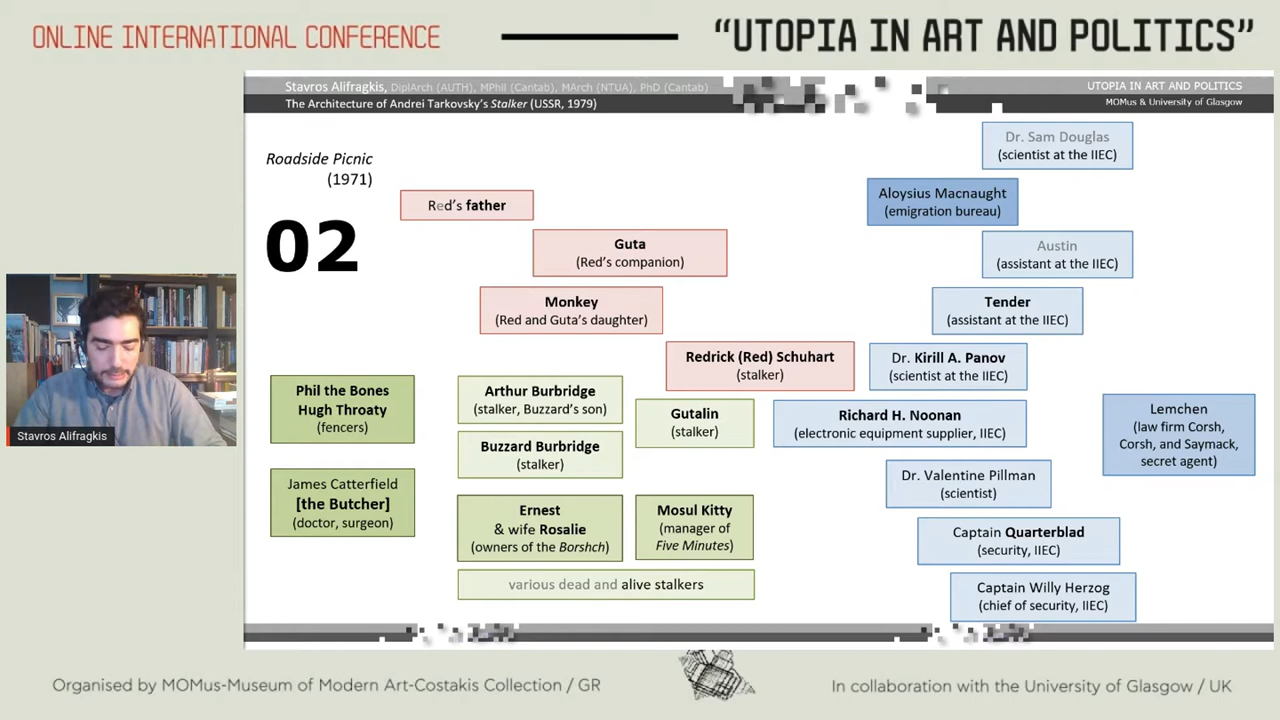 ONLINE INTERNATIONAL CONFERENCE
“UTOPIA IN ART AND POLITICS”
Stavros Alifragkis, DiplArch (AUTH), MPhil (Cantab), MArch (NTUA), PhD (Cantab)
The Architecture of Andrei Tarkovsky's Stalker (USSR, 1979)
UTOPIA IN ART AND POLITICS
MOMus & University of Glasgow
Roadside Picnic
(1971)
02
Red's father
Guta
(Red's companion)
Monkey
(Red and Guta's daughter)
Redrick (Red) Schuhart
(stalker)
Phil the Bones
Hugh Throaty
(fencers)
James Catterfield
[the Butcher]
(doctor, surgeon)
Arthur Burbridge
(stalker, Buzzard's son)
Buzzard Burbridge
(stalker)
Gutalin
(stalker)
Ernest
& wife Rosalie
(owners of the Borshch)
Mosul Kitty
(manager of
Five Minutes)
various dead and alive stalkers
Dr. Sam Douglas
(scientist at the IIEC)
Aloysius Macnaught
(emigration bureau)
Austin
(assistant at the IIEC)
Tender
(assistant at the IIEC)
Dr. Kirill A. Panov
(scientist at the IIEC)
Richard H. Noonan
(electronic equipment supplier, IIEC)
Lemchen
(law firm Corsh,
Corsh, and Saymack,
secret agent)
Dr. Valentine Pillman
(scientist)
Captain Quarterblad
(security, IIEC)
Captain Willy Herzog
(chief of security, IIEC)
Stavros Alifragkis
Organised by MOMus-Museum of Modern Art-Costakis Collection / GR
In collaboration with the University of Glasgow / UK